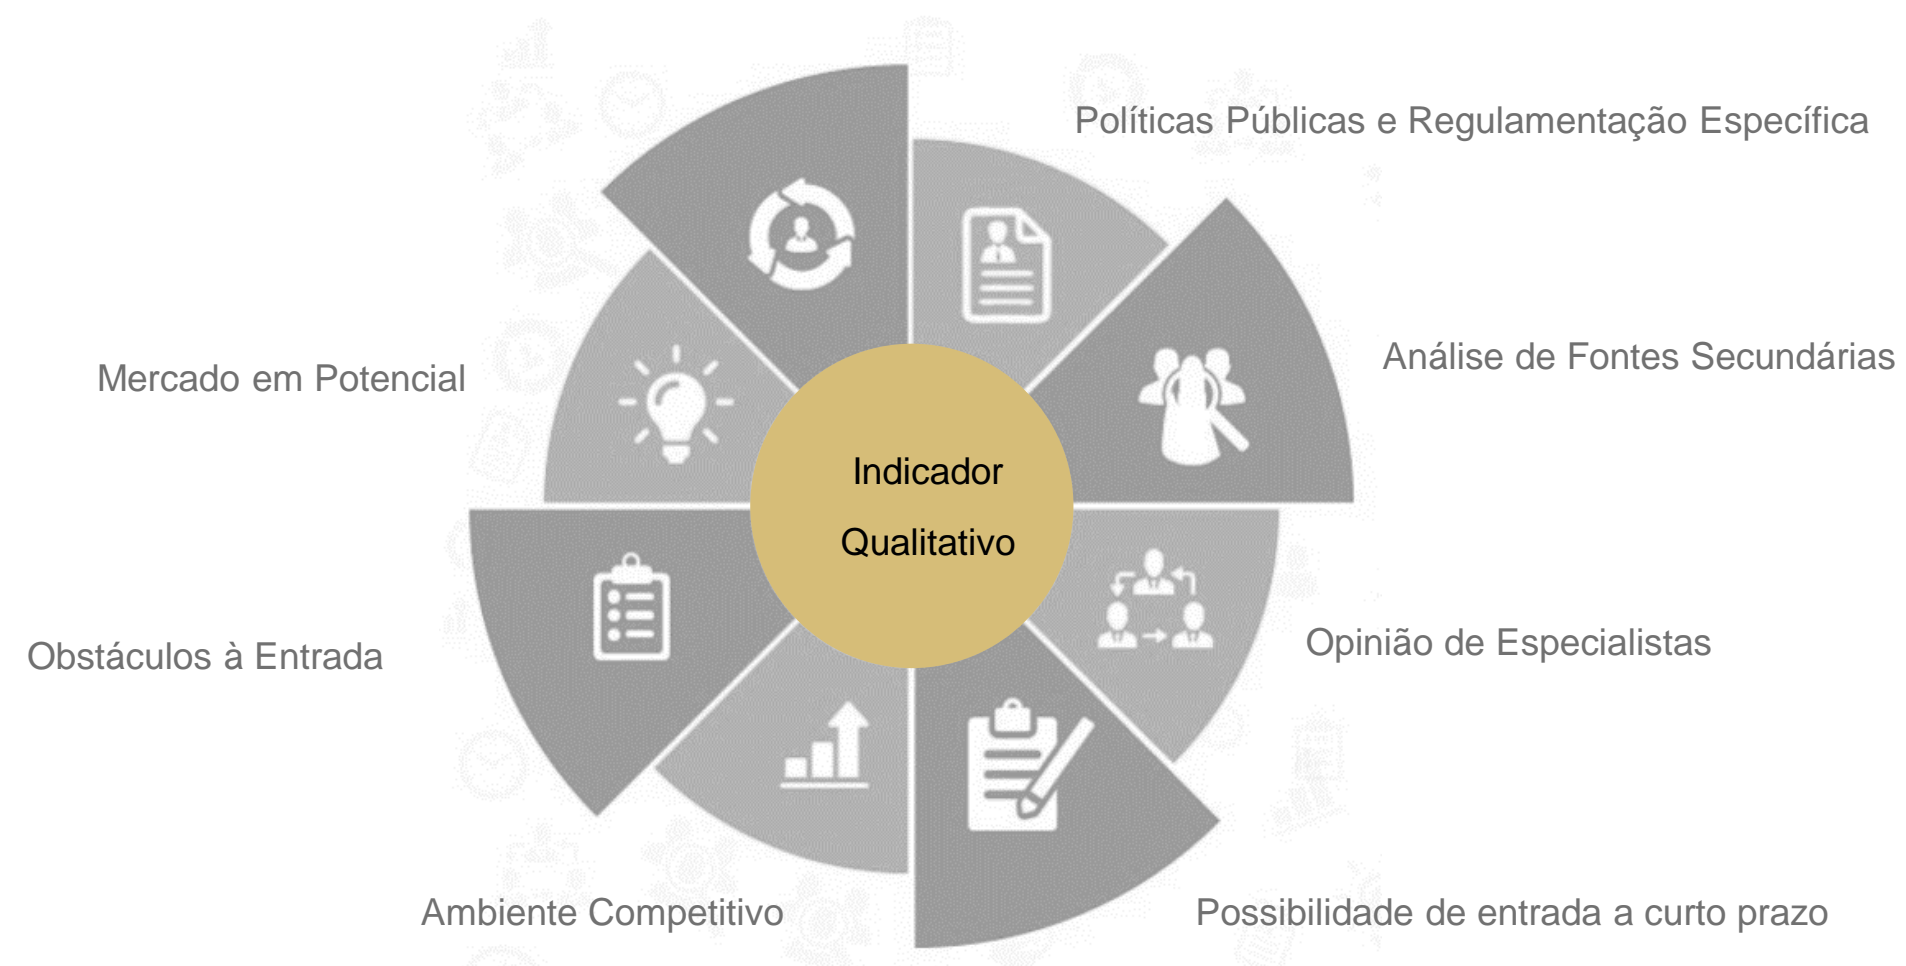 Políticas Públicas e Regulamentação Específica
Análise de Fontes Secundárias
Mercado em Potencial
Indicador
Qualitativo
Opinião de Especialistas
Obstáculos à Entrada
Ambiente Competitivo
Possibilidade de entrada a curto prazo